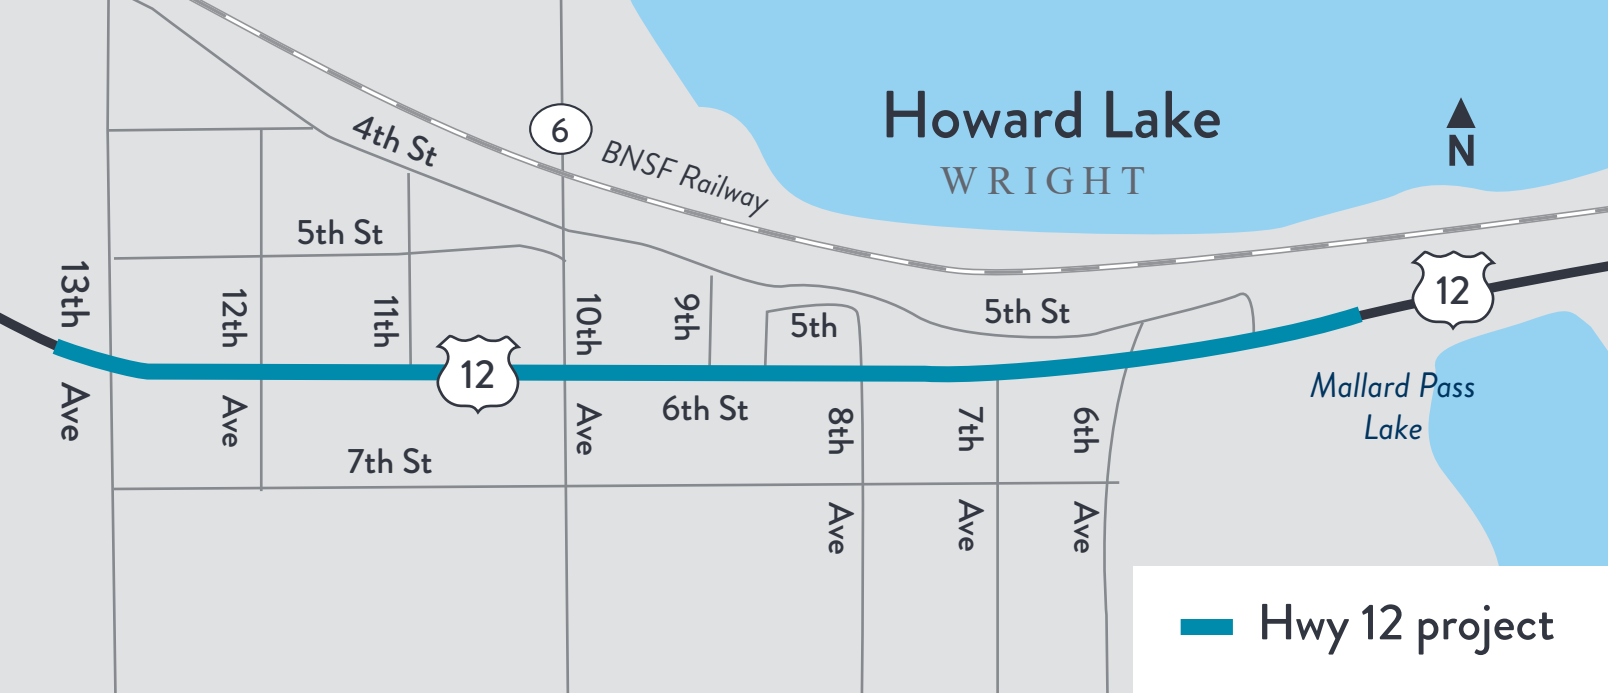 Howard Lake
WRIGHT
N
4th St
6
BNSF Railway
5th St
13th Ave
12th Ave
11th
10th Ave
9th
5th
5th St
12
12
6th St
8th Ave
7th Ave
6th Ave
Mallard Pass
Lake
7th St
Hwy 12 project